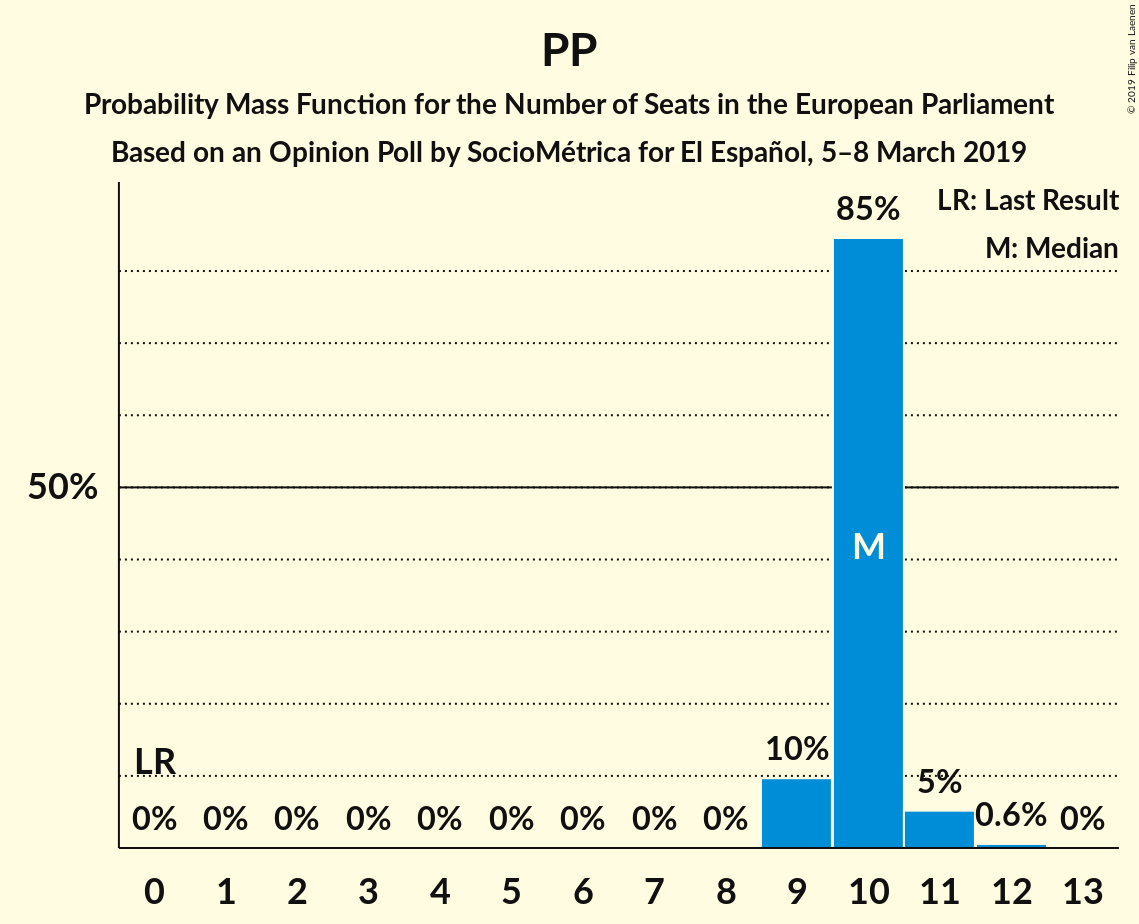 PP
Probability Mass Function for the Number of Seats in the European Parliament
Based on an Opinion Poll by SocioMétrica for El Español, 5–8 March 2019
© 2019 Filip van Laenen
LR: Last Result
M: Median
85%
50%
M
LR
10%
5%
0% 0% 0% 0% 0% 0% 0% 0% 0% 0.6% 0%
0 1 2 3 4 5 6 7 8 9 10 11 12 13